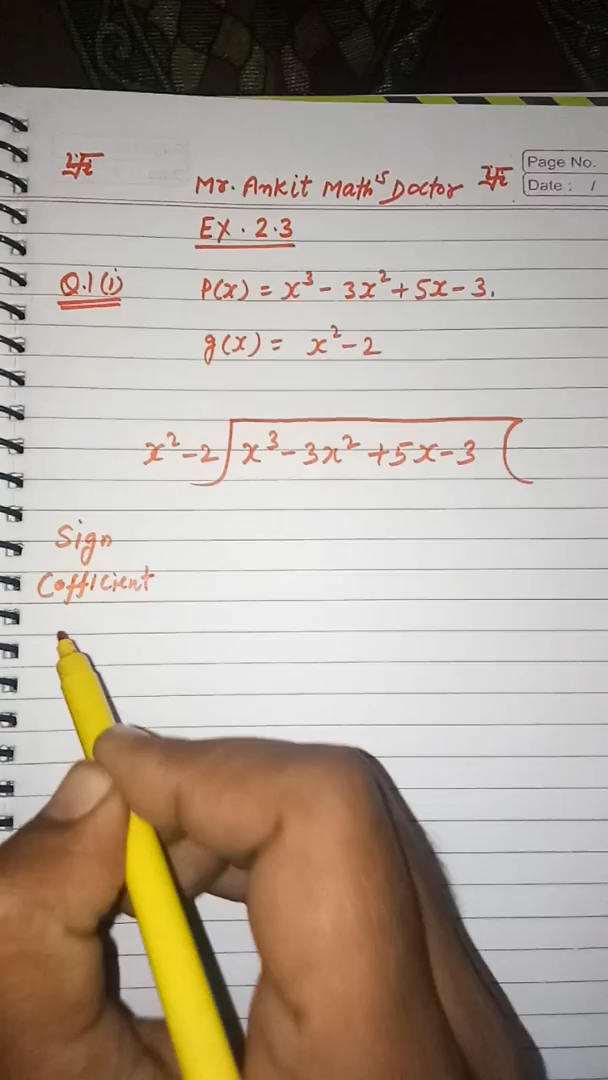 Page No.
Date : /
Mr. Ankit Math's Doctor
EX. 2.3
Q.1(i) P(x) = x³ - 3x² + 5x - 3.
g(x) = x² - 2
x² - 2 x³ - 3x² + 5x - 3
Sign
Cofficient